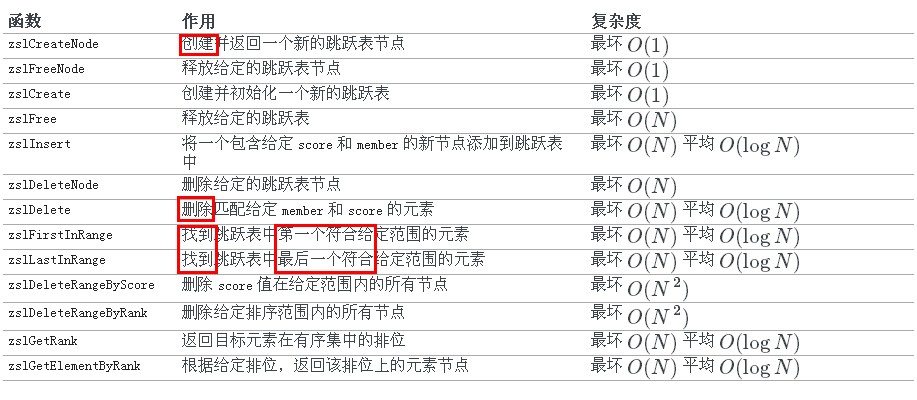 函数 作用 复杂度
zslCreateNode 创建并返回一个新的跳跃表节点 最坏 O(1)
zslFreeNode 释放给定的跳跃表节点 最坏 O(1)
zslCreate 创建并初始化一个新的跳跃表 最坏 O(1)
zslFree 释放给定的跳跃表 最坏 O(N)
zslInsert 将一个包含给定 score 和 member 的新节点添加到跳跃表 最坏 O(N) 平均 O(log N)
中
zslDeleteNode 删除给定的跳跃表节点 最坏 O(N)
zslDelete 删除匹配给定 member 和 score 的元素 最坏 O(N) 平均 O(log N)
zslFirstInRange 找到跳跃表中第一个符合给定范围的元素 最坏 O(N) 平均 O(log N)
zslLastInRange 找到跳跃表中最后一个符合给定范围的元素 最坏 O(N) 平均 O(log N)
zslDeleteRangeByScore 删除 score 值在给定范围内的所有节点 最坏 O(N²)
zslDeleteRangeByRank 删除给定排序范围内的所有节点 最坏 O(N²)
zslGetRank 返回目标元素在有序集中的排位 最坏 O(N) 平均 O(log N)
zslGetElementByRank 根据给定排位，返回该排位上的元素节点 最坏 O(N) 平均 O(log N)